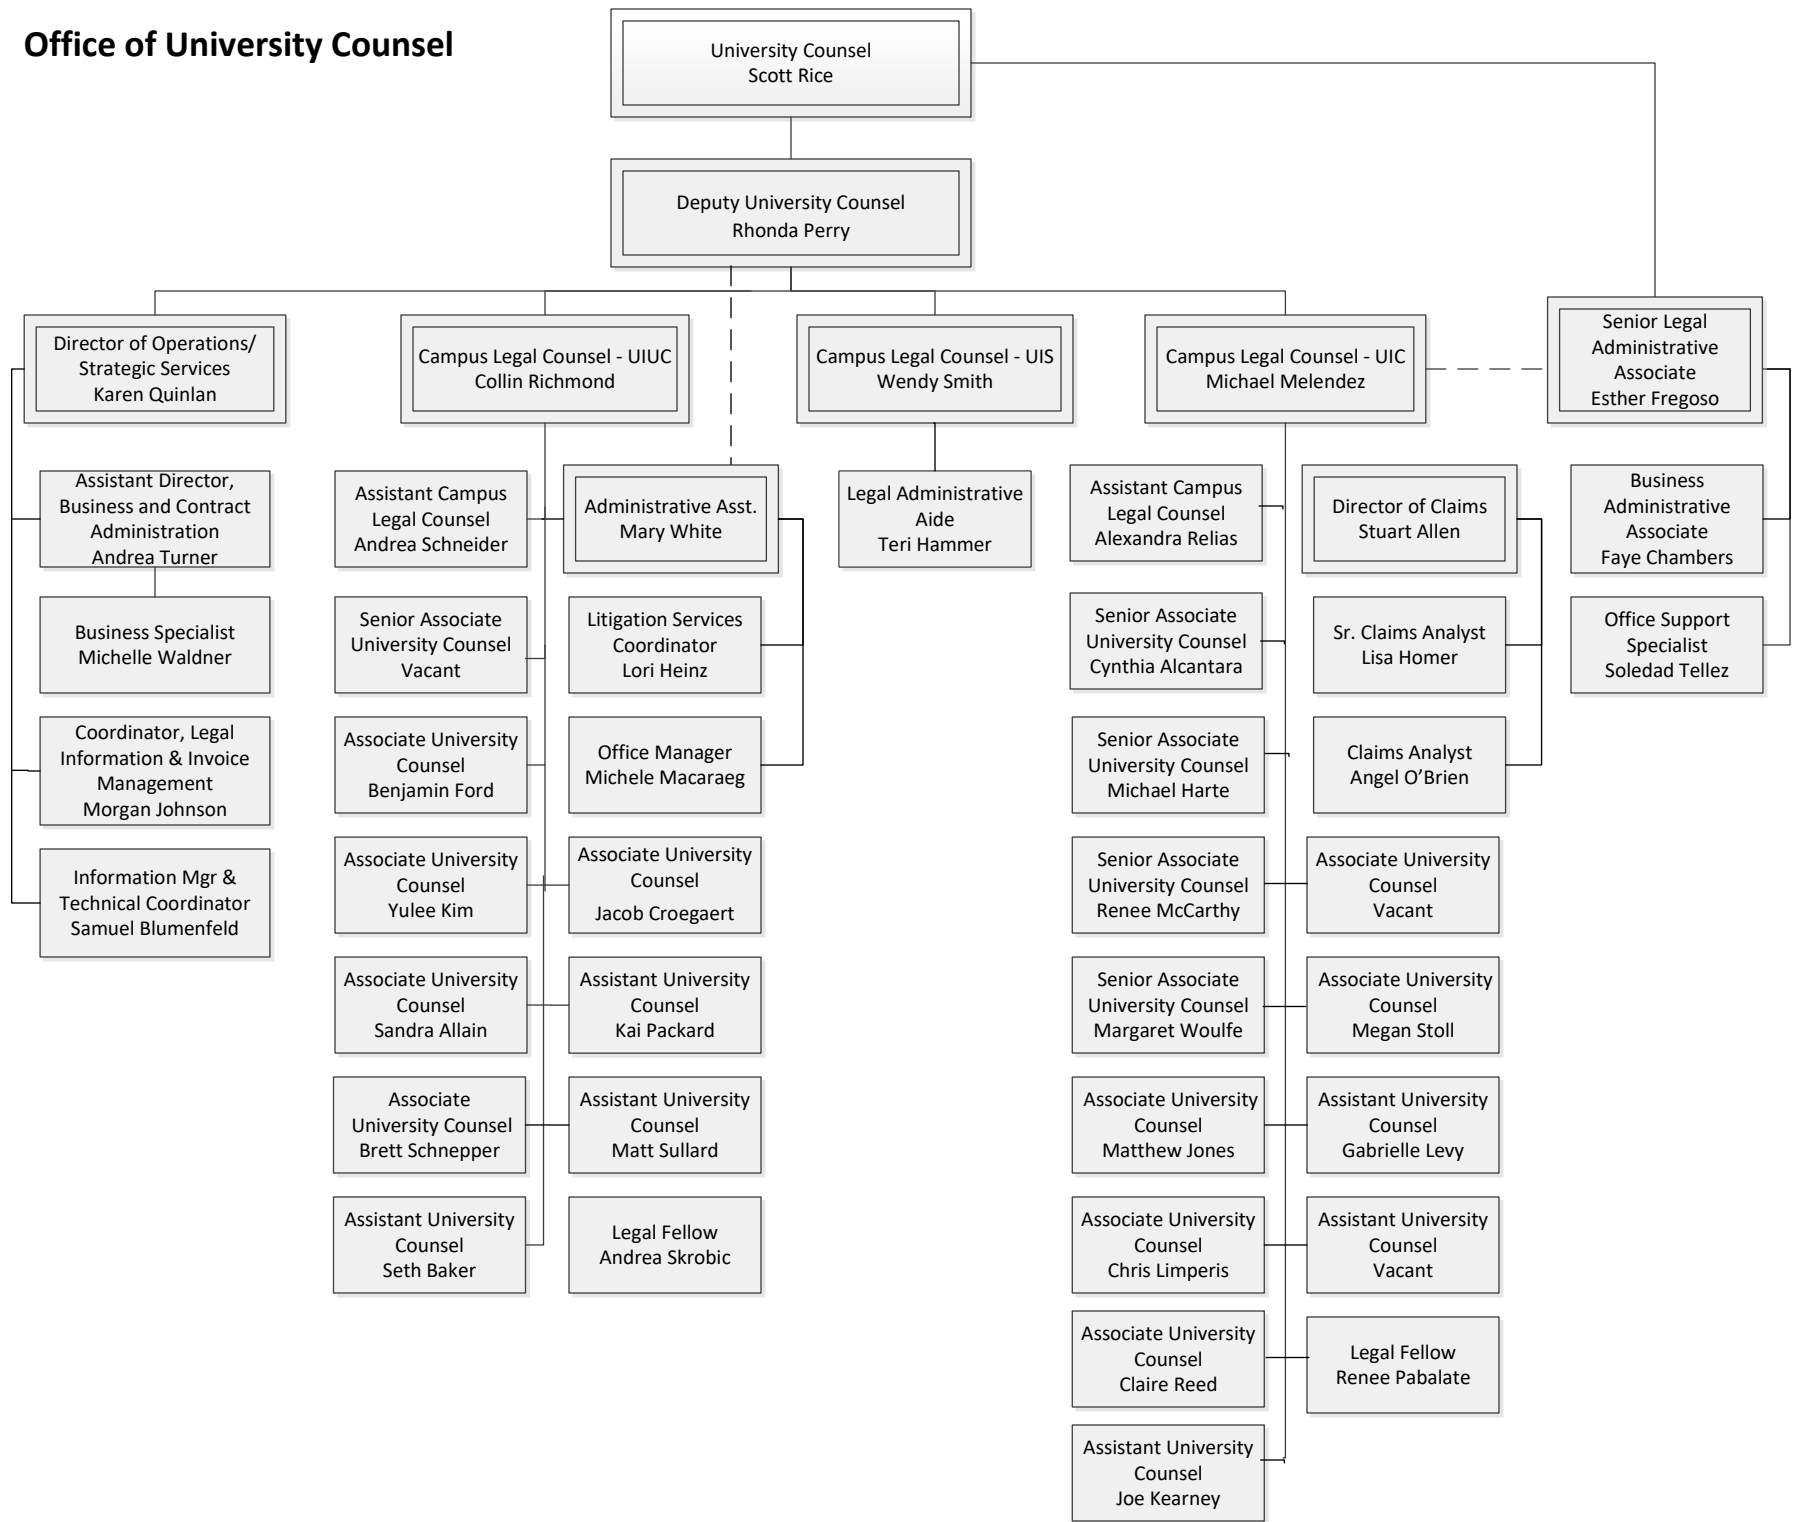 Office of University Counsel
University Counsel
Scott Rice
Deputy University Counsel
Rhonda Perry
Director of Operations/
Strategic Services
Karen Quinlan
Campus Legal Counsel - UIUC
Collin Richmond
Campus Legal Counsel - UIS
Wendy Smith
Campus Legal Counsel - UIC
Michael Melendez
Senior Legal
Administrative
Associate
Esther Fregoso
Assistant Director,
Business and Contract
Administration
Andrea Turner
Business Specialist
Michelle Waldner
Coordinator, Legal
Information & Invoice
Management
Morgan Johnson
Information Mgr &
Technical Coordinator
Samuel Blumenfeld
Assistant Campus
Legal Counsel
Andrea Schneider
Administrative Asst.
Mary White
Senior Associate
University Counsel
Vacant
Litigation Services
Coordinator
Lori Heinz
Associate University
Counsel
Benjamin Ford
Office Manager
Michele Macaraeg
Associate University
Counsel
Yulee Kim
Associate University
Counsel
Jacob Croegaert
Associate University
Counsel
Sandra Allain
Assistant University
Counsel
Kai Packard
Associate
University Counsel
Brett Schnepper
Assistant University
Counsel
Matt Sullard
Assistant University
Counsel
Seth Baker
Legal Fellow
Andrea Skrobic
Legal Administrative
Aide
Teri Hammer
Assistant Campus
Legal Counsel
Alexandra Relias
Director of Claims
Stuart Allen
Senior Associate
University Counsel
Cynthia Alcantara
Sr. Claims Analyst
Lisa Homer
Senior Associate
University Counsel
Michael Harte
Claims Analyst
Angel O’Brien
Senior Associate
University Counsel
Renee McCarthy
Associate University
Counsel
Vacant
Senior Associate
University Counsel
Margaret Woulfe
Associate University
Counsel
Megan Stoll
Associate University
Counsel
Matthew Jones
Assistant University
Counsel
Gabrielle Levy
Associate University
Counsel
Chris Limperis
Assistant University
Counsel
Vacant
Associate University
Counsel
Claire Reed
Legal Fellow
Renee Pabalate
Assistant University
Counsel
Joe Kearney
Business
Administrative
Associate
Faye Chambers
Office Support
Specialist
Soledad Tellez